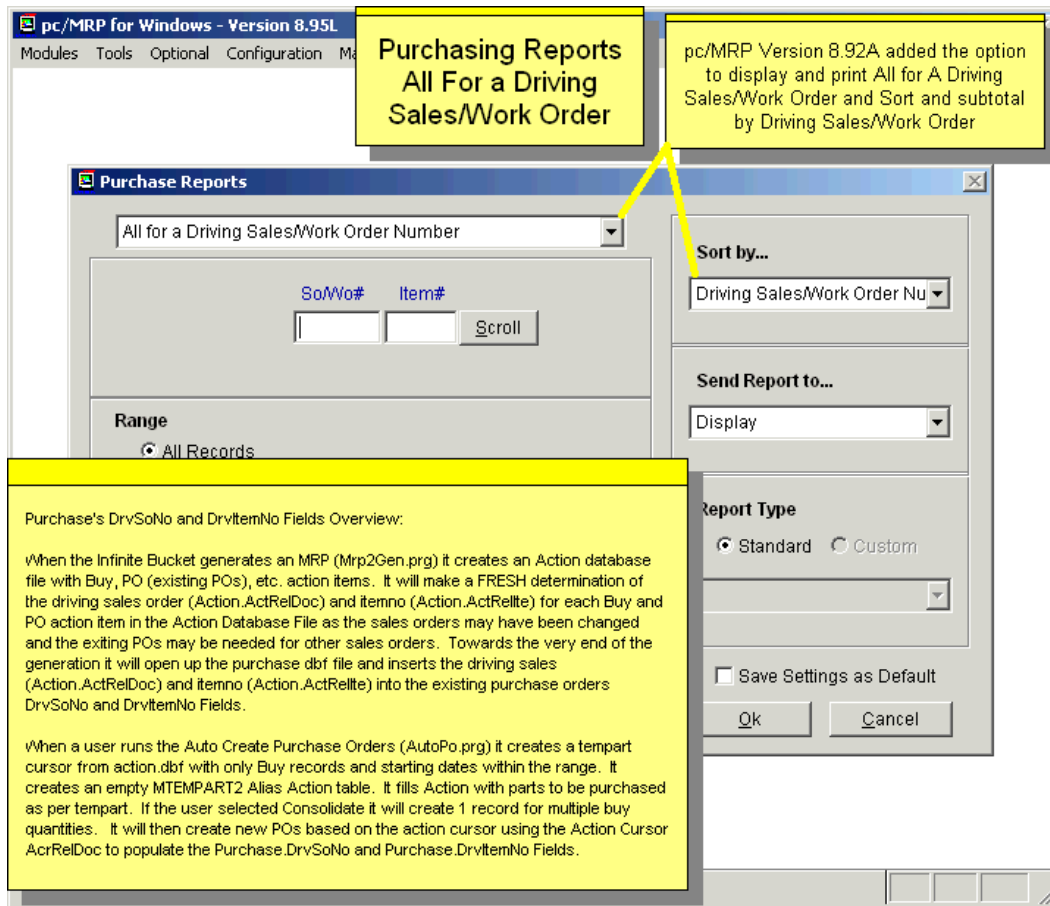 pc/MRP for Windows - Version 8.95L
Modules Tools Optional Configuration Ma
Purchasing Reports
All For a Driving
Sales/Work Order
pc/MRP Version 8.92A added the option
to display and print All for A Driving
Sales/Work Order and Sort and subtotal
by Driving Sales/Work Order
Purchase Reports
All for a Driving Sales/Work Order Number
So/Wo# Item#
Scroll
Range
All Records
Sort by...
Driving Sales/Work Order Nu
Send Report to...
Display
Report Type
Standard Custom
Save Settings as Default
Ok Cancel
Purchase's DrvSoNo and DrvItemNo Fields Overview:
When the Infinite Bucket generates an MRP (Mrp2Gen.prg) it creates an Action database
file with Buy, PO (existing POs), etc. action items. It will make a FRESH determination of
the driving sales order (Action.ActRelDoc) and itemno (Action.ActRelIte) for each Buy and
PO action item in the Action Database File as the sales orders may have been changed
and the exiting POs may be needed for other sales orders. Towards the very end of the
generation it will open up the purchase dbf file and inserts the driving sales
(Action.ActRelDoc) and itemno (Action.ActRelIte) into the existing purchase orders
DrvSoNo and DrvItemNo Fields.
When a user runs the Auto Create Purchase Orders (AutoPo.prg) it creates a tempart
cursor from action.dbf with only Buy records and starting dates within the range. It
creates an empty MTEMPART2 Alias Action table. It fills Action with parts to be purchased
as per tempart. If the user selected Consolidate it will create 1 record for multiple buy
quantities. It will then create new POs based on the action cursor using the Action Cursor
AcrRelDoc to populate the Purchase.DrvSoNo and Purchase.DrvItemNo Fields.